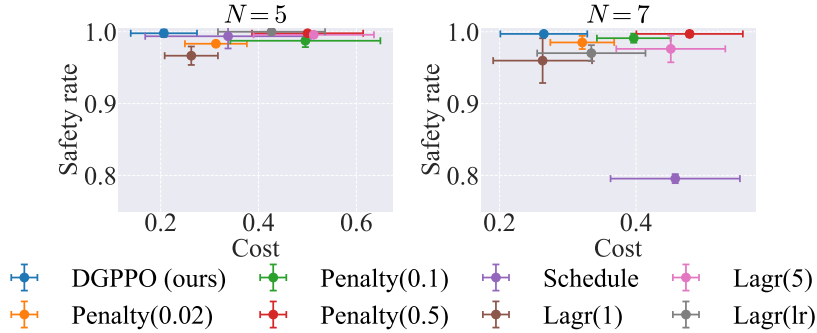 N = 5
N = 7
1.0
0.9
0.8
Safety rate
0.2
0.4
0.6
Cost
1.0
0.9
0.8
Safety rate
0.2
0.4
Cost
DGPPO (ours)
Penalty(0.1)
Schedule
Lagr(5)
Penalty(0.02)
Penalty(0.5)
Lagr(1)
Lagr(lr)